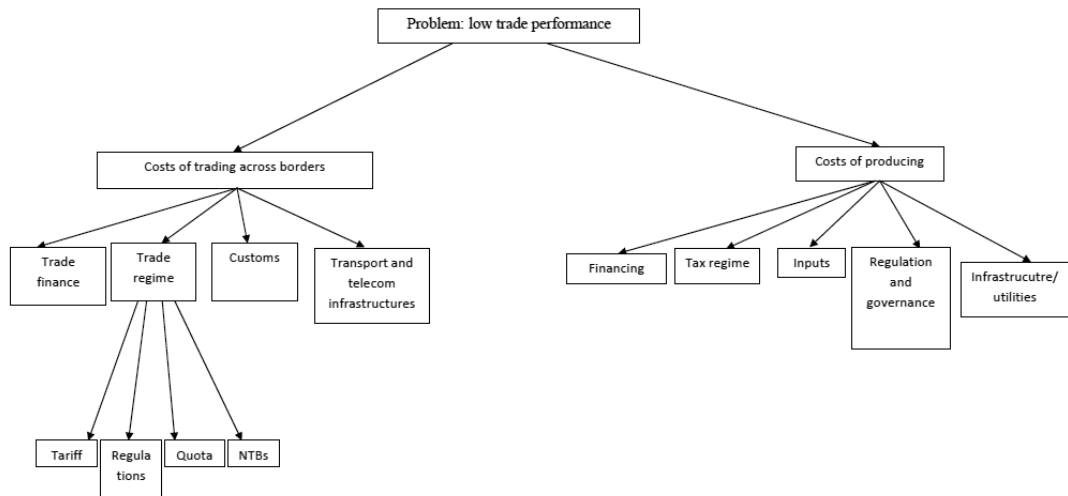 Problem: low trade performance
Costs of trading across borders
Costs of producing
Trade
finance
Trade
regime
Customs
Transport and
telecom
infrastructures
Financing
Tax regime
Inputs
Regulation
and
governance
Infrastrucutre/
utilities
Tariff
Regula
tions
Quota
NTBs